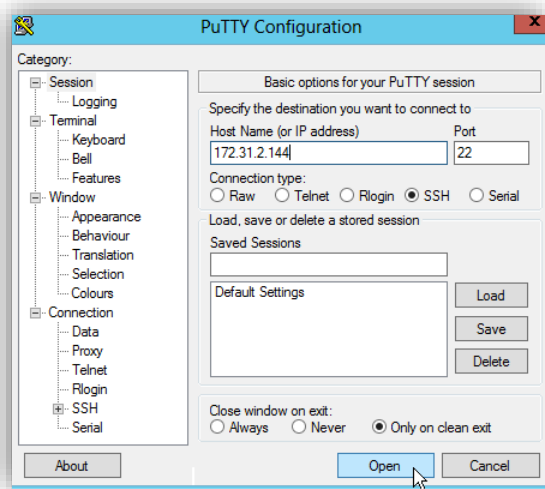 PuTTY Configuration
x
Category:
Session
Logging
Terminal
Keyboard
Bell
Features
Window
Appearance
Behaviour
Translation
Selection
Colours
Connection
Data
Proxy
Telnet
Rlogin
SSH
Serial
Basic options for your PuTTY session
Specify the destination you want to connect to
Host Name (or IP address) Port
172.31.2.144 22
Connection type:
Raw Telnet Rlogin SSH Serial
Load, save or delete a stored session
Saved Sessions
Default Settings
Load
Save
Delete
Close window on exit:
Always Never Only on clean exit
About Open Cancel